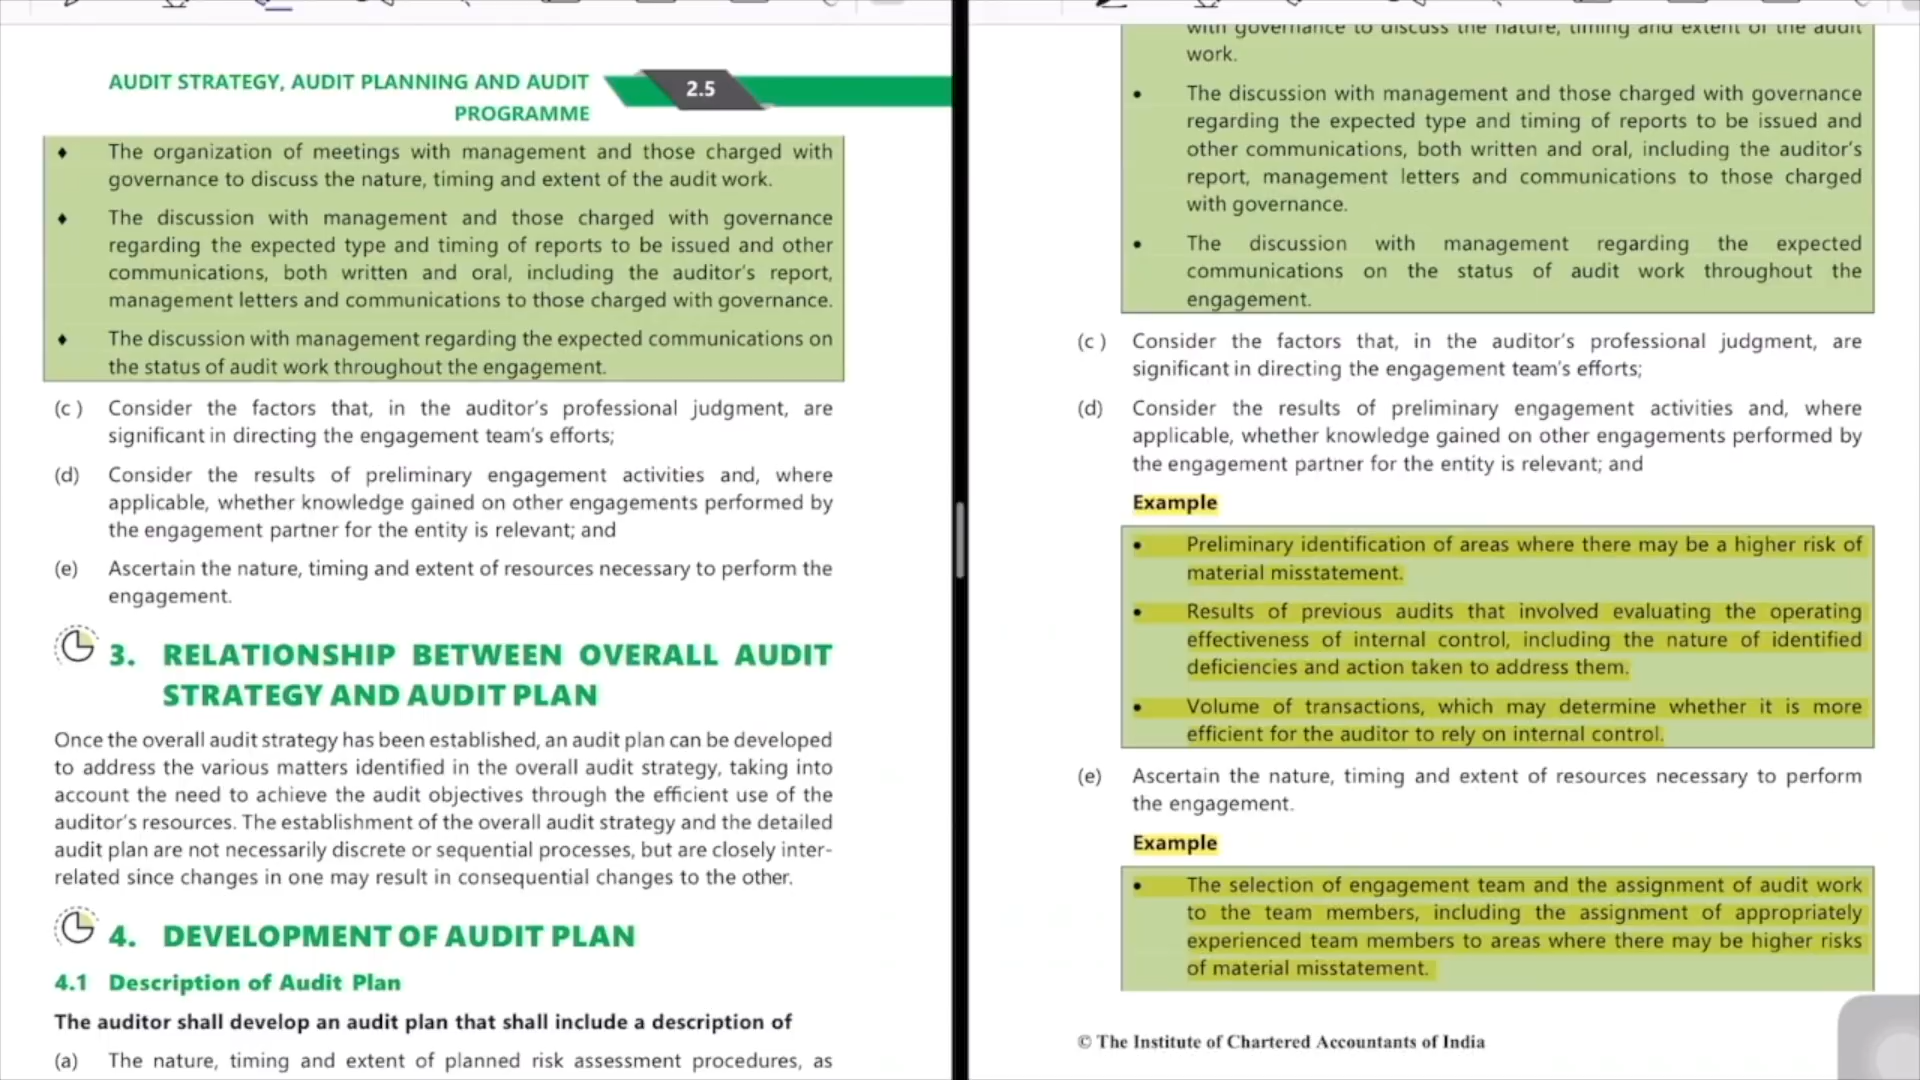 AUDIT STRATEGY, AUDIT PLANNING AND AUDIT
PROGRAMME
2.5
♦ The organization of meetings with management and those charged with
governance to discuss the nature, timing and extent of the audit work.
♦ The discussion with management and those charged with governance
regarding the expected type and timing of reports to be issued and other
communications, both written and oral, including the auditor's report,
management letters and communications to those charged with governance.
♦ The discussion with management regarding the expected communications on
the status of audit work throughout the engagement.
(c ) Consider the factors that, in the auditor's professional judgment, are
significant in directing the engagement team's efforts;
(d) Consider the results of preliminary engagement activities and, where
applicable, whether knowledge gained on other engagements performed by
the engagement partner for the entity is relevant; and
(e) Ascertain the nature, timing and extent of resources necessary to perform the
engagement.
3. RELATIONSHIP BETWEEN OVERALL AUDIT
STRATEGY AND AUDIT PLAN
Once the overall audit strategy has been established, an audit plan can be developed
to address the various matters identified in the overall audit strategy, taking into
account the need to achieve the audit objectives through the efficient use of the
auditor's resources. The establishment of the overall audit strategy and the detailed
audit plan are not necessarily discrete or sequential processes, but are closely inter-
related since changes in one may result in consequential changes to the other.
4. DEVELOPMENT OF AUDIT PLAN
4.1 Description of Audit Plan
The auditor shall develop an audit plan that shall include a description of
(a) The nature, timing and extent of planned risk assessment procedures, as
with governance to discuss the nature, timing and extent of the audit
work.
• The discussion with management and those charged with governance
regarding the expected type and timing of reports to be issued and
other communications, both written and oral, including the auditor's
report, management letters and communications to those charged
with governance.
• The discussion with management regarding the expected
communications on the status of audit work throughout the
engagement.
(c ) Consider the factors that, in the auditor's professional judgment, are
significant in directing the engagement team's efforts;
(d) Consider the results of preliminary engagement activities and, where
applicable, whether knowledge gained on other engagements performed by
the engagement partner for the entity is relevant; and
Example
• Preliminary identification of areas where there may be a higher risk of
material misstatement.
• Results of previous audits that involved evaluating the operating
effectiveness of internal control, including the nature of identified
deficiencies and action taken to address them.
• Volume of transactions, which may determine whether it is more
efficient for the auditor to rely on internal control.
(e) Ascertain the nature, timing and extent of resources necessary to perform
the engagement.
Example
• The selection of engagement team and the assignment of audit work
to the team members, including the assignment of appropriately
experienced team members to areas where there may be higher risks
of material misstatement.
© The Institute of Chartered Accountants of India